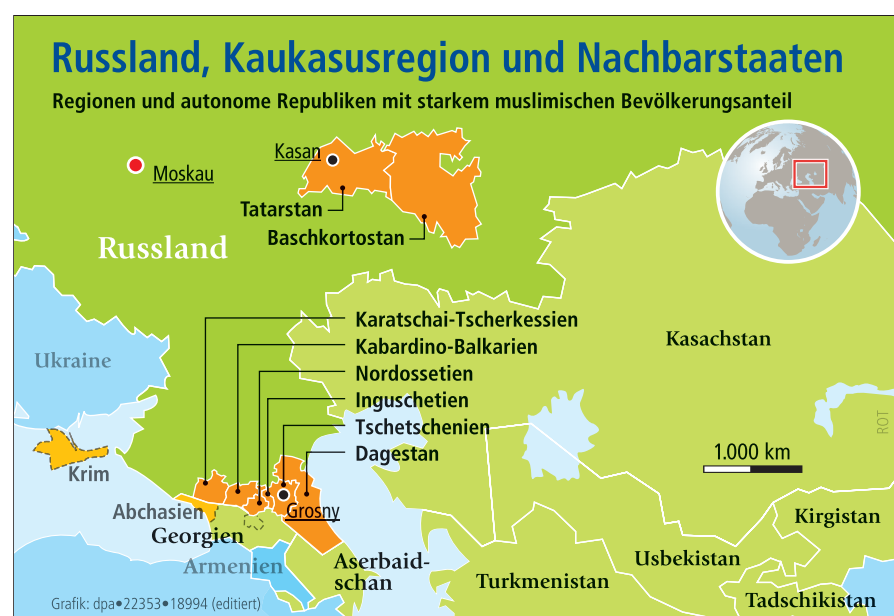 Russland, Kaukasusregion und Nachbarstaaten
Regionen und autonome Republiken mit starkem muslimischen Bevölkerungsanteil
Kasan
Moskau
Tatarstan
Baschkortostan
Russland
Karatschai-Tscherkessien
Kabardino-Balkarien
Nordossetien
Inguschetien
Tschetschenien
Dagestan
Kasachstan
Ukraine
ROT
1.000 km
Krim
Abchasien
Grosny
Georgien
Kirgistan
Armenien
Aserbaid-
schan
Usbekistan
Turkmenistan
Tadschikistan
Grafik: dpa•22353•18994 (editiert)